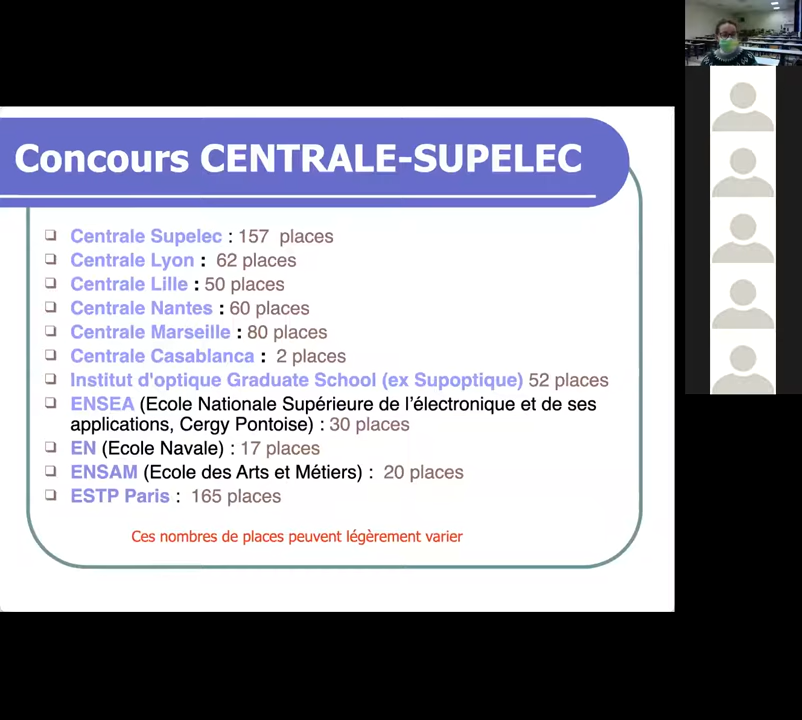 Concours CENTRALE-SUPELEC
❑ Centrale Supelec : 157 places
❑ Centrale Lyon : 62 places
❑ Centrale Lille : 50 places
❑ Centrale Nantes : 60 places
❑ Centrale Marseille : 80 places
❑ Centrale Casablanca : 2 places
❑ Institut d'optique Graduate School (ex Supoptique) 52 places
❑ ENSEA (Ecole Nationale Supérieure de l’électronique et de ses
applications, Cergy Pontoise) : 30 places
❑ EN (Ecole Navale) : 17 places
❑ ENSAM (Ecole des Arts et Métiers) : 20 places
❑ ESTP Paris : 165 places
Ces nombres de places peuvent légèrement varier